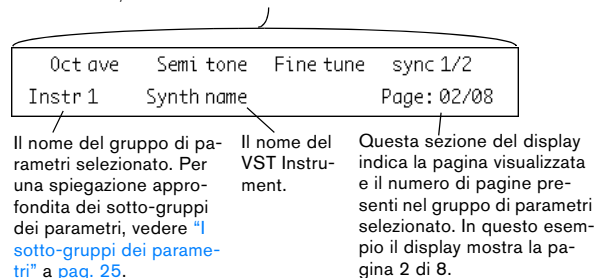 Octave Semi tone Fine tune sync 1/2
Instr 1 Synth name Page: 02/08
Il nome del gruppo di pa-
rametri selezionato. Per
una spiegazione appro-
fondita dei sotto-gruppi
dei parametri, vedere “I
sotto-gruppi dei parame-
tri” a pag. 25.
Il nome del
VST Instru-
ment.
Questa sezione del display
indica la pagina visualizzata
e il numero di pagine pre-
senti nel gruppo di parametri
selezionato. In questo esem-
pio il display mostra la pa-
gina 2 di 8.